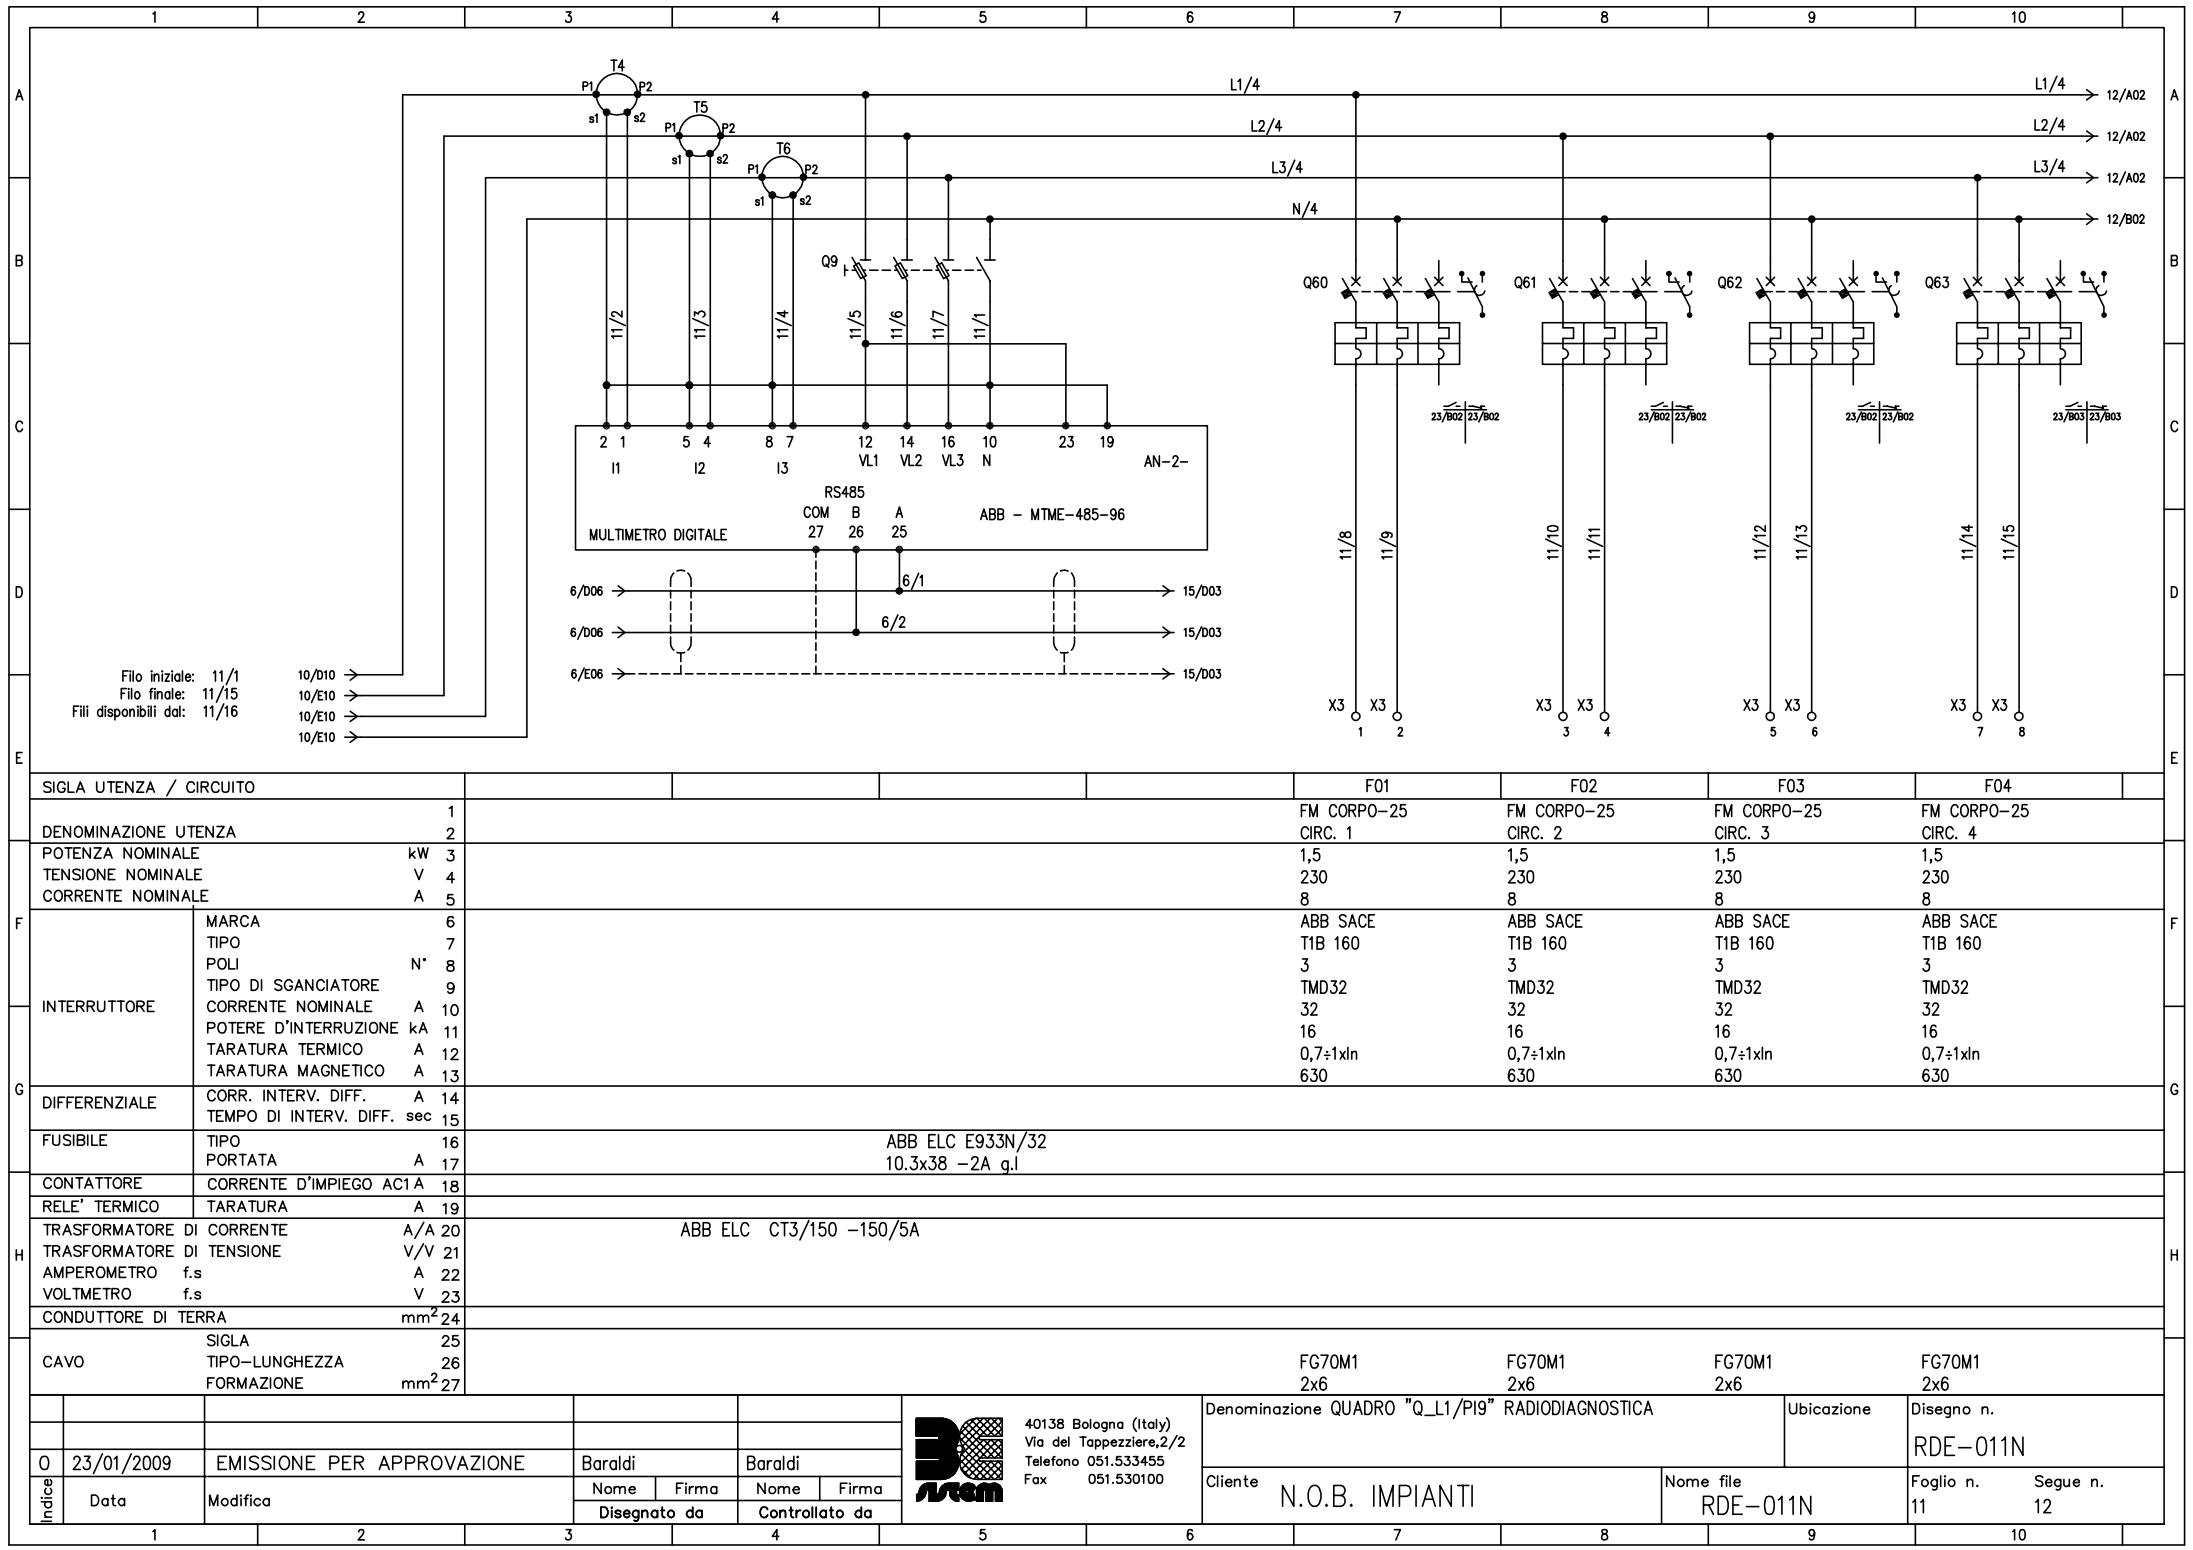 1 2 3 4 5 6 7 8 9 10
A A
B B
C C
D D
E E
F F
G G
H H
T4
P1 P2
s1 s2
T5
P1 P2
s1 s2
T6
P1 P2
s1 s2
L1/4 L1/4 12/A02
L2/4 L2/4 12/A02
L3/4 L3/4 12/A02
N/4 12/B02
Q9 Q60 Q61 Q62 Q63
11/2 11/3 11/4 11/5 11/6 11/7 11/1
23/B02 23/B02 23/B02 23/B02 23/B02 23/B02 23/B03 23/B03
2 1 5 4 8 7 12 14 16 10 23 19
I1 I2 I3 VL1 VL2 VL3 N AN-2-
RS485
COM B A
27 26 25
ABB - MTME-485-96
MULTIMETRO DIGITALE
11/8 11/9 11/10 11/11 11/12 11/13 11/14 11/15
6/D06 6/1 15/D03
6/D06 6/2 15/D03
6/E06 15/D03
Filo iniziale: 11/1
Filo finale: 11/15
Fili disponibili dal: 11/16
10/D10
10/E10
10/E10
10/E10
X3 X3 X3 X3 X3 X3 X3 X3
1 2 3 4 5 6 7 8
SIGLA UTENZA / CIRCUITO F01 F02 F03 F04
1 FM CORPO-25 FM CORPO-25 FM CORPO-25 FM CORPO-25
DENOMINAZIONE UTENZA 2 CIRC. 1 CIRC. 2 CIRC. 3 CIRC. 4
POTENZA NOMINALE kW 3 1,5 1,5 1,5 1,5
TENSIONE NOMINALE V 4 230 230 230 230
CORRENTE NOMINALE A 5 8 8 8 8
INTERRUTTORE
MARCA 6 ABB SACE ABB SACE ABB SACE ABB SACE
TIPO 7 T1B 160 T1B 160 T1B 160 T1B 160
POLI N° 8 3 3 3 3
TIPO DI SGANCIATORE 9 TMD32 TMD32 TMD32 TMD32
CORRENTE NOMINALE A 10 32 32 32 32
POTERE D'INTERRUZIONE kA 11 16 16 16 16
TARATURA TERMICO A 12 0,7÷1xIn 0,7÷1xIn 0,7÷1xIn 0,7÷1xIn
TARATURA MAGNETICO A 13 630 630 630 630
DIFFERENZIALE
CORR. INTERV. DIFF. A 14
TEMPO DI INTERV. DIFF. sec 15
FUSIBILE TIPO 16 ABB ELC E933N/32
PORTATA A 17 10.3x38 -2A g.l
CONTATTORE CORRENTE D'IMPIEGO AC1 A 18
RELE' TERMICO TARATURA A 19
TRASFORMATORE DI CORRENTE A/A 20 ABB ELC CT3/150 -150/5A
TRASFORMATORE DI TENSIONE V/V 21
AMPEROMETRO f.s A 22
VOLTMETRO f.s V 23
CONDUTTORE DI TERRA mm2 24
CAVO
SIGLA 25
TIPO-LUNGHEZZA 26 FG7OM1 FG7OM1 FG7OM1 FG7OM1
FORMAZIONE mm2 27 2x6 2x6 2x6 2x6
0 23/01/2009 EMISSIONE PER APPROVAZIONE Baraldi Baraldi
Indice Data Modifica
Nome Firma Nome Firma
Disegnato da Controllato da
sistem
40138 Bologna (Italy)
Via del Tappezziere,2/2
Telefono 051.533455
Fax 051.530100
Denominazione QUADRO "Q_L1/PI9" RADIODIAGNOSTICA
Ubicazione
Disegno n.
RDE-011N
Cliente N.O.B. IMPIANTI
Nome file
RDE-011N
Foglio n. Segue n.
11 12
1 2 3 4 5 6 7 8 9 10